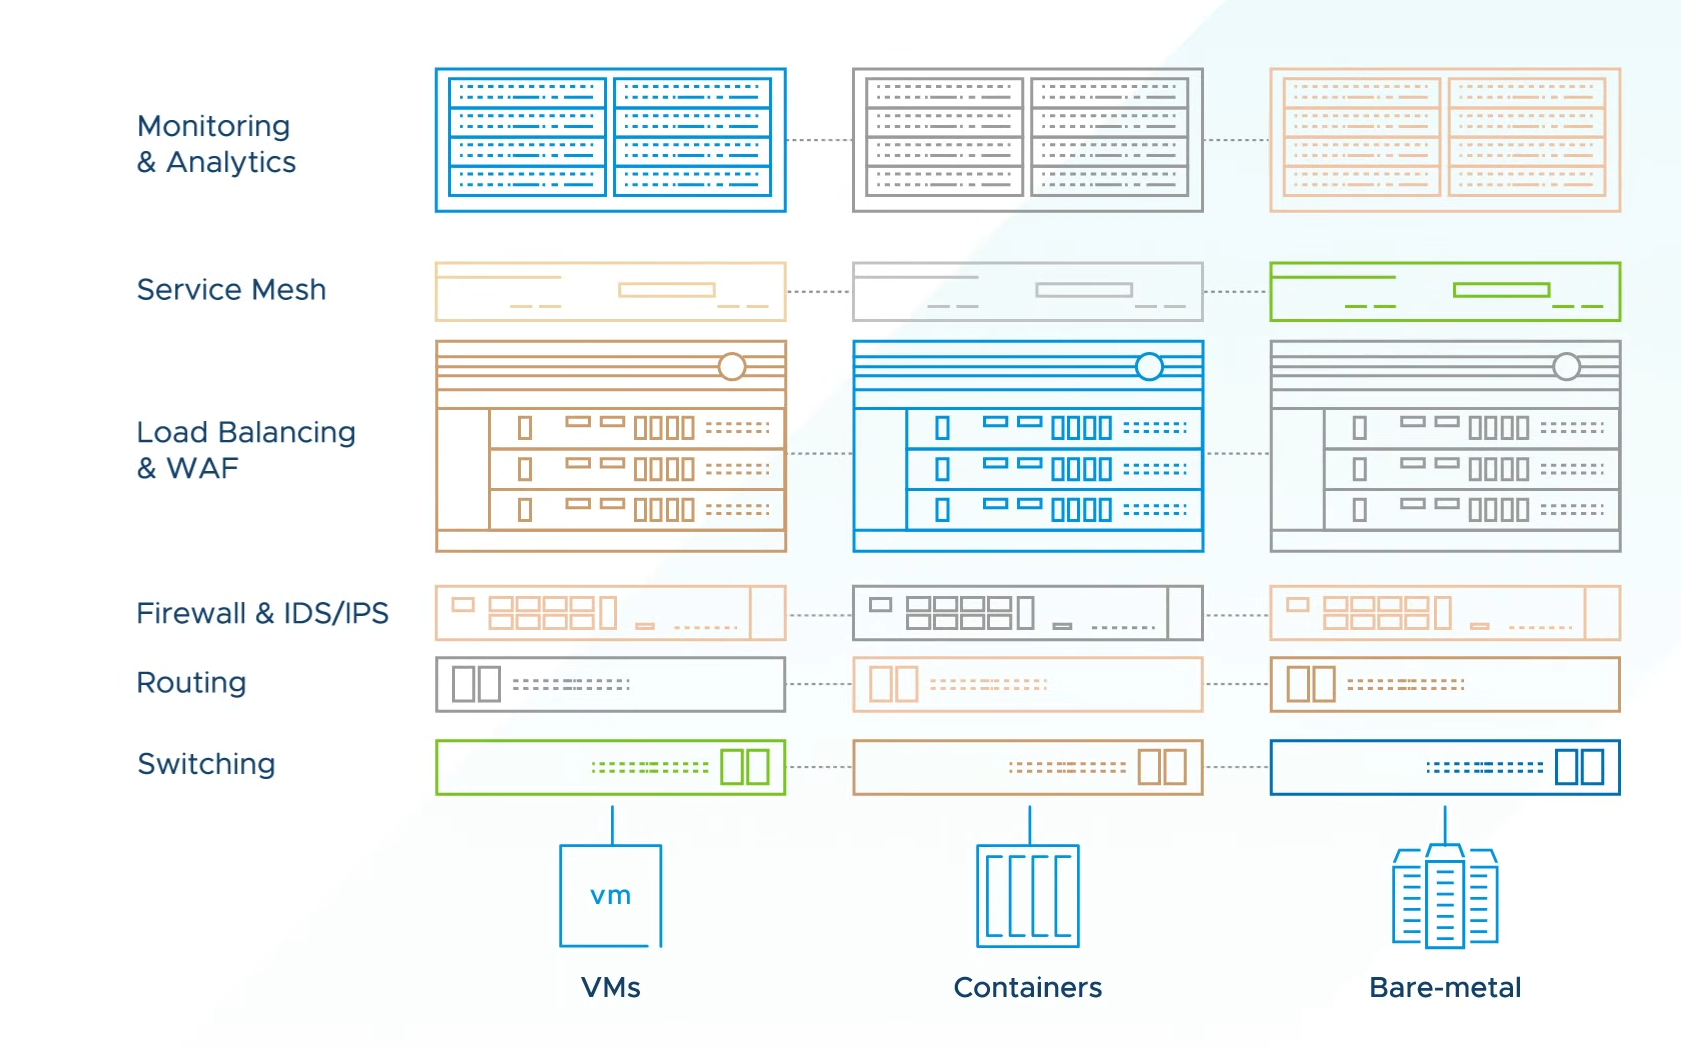 Monitoring
& Analytics
Service Mesh
Load Balancing
& WAF
Firewall & IDS/IPS
Routing
Switching
vm
VMs
Containers
Bare-metal